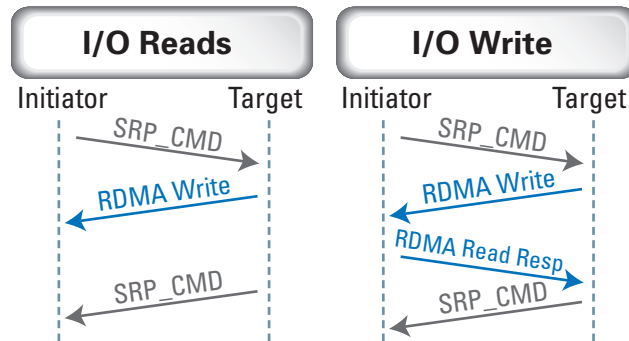 I/O Reads
Initiator Target
SRP_CMD
RDMA Write
SRP_CMD
I/O Write
Initiator Target
SRP_CMD
RDMA Write
RDMA Read Resp
SRP_CMD